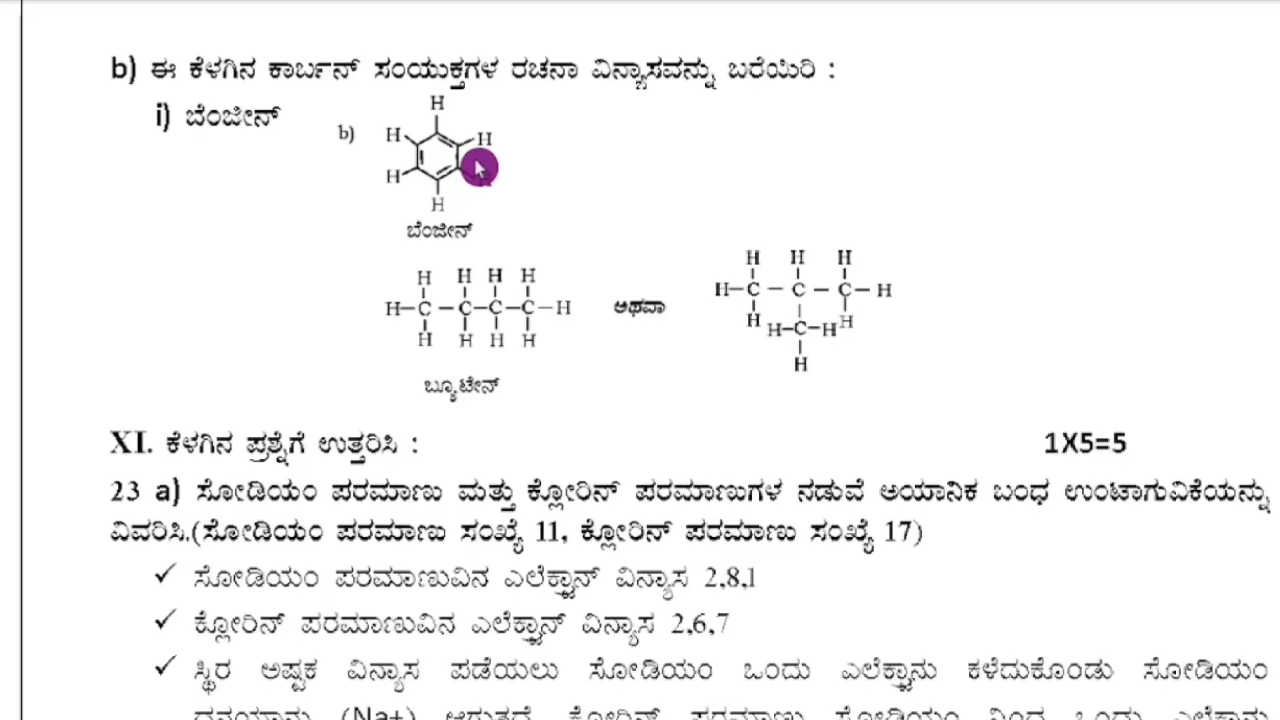 b) ಈ ಕೆಳಗಿನ ಕಾರ್ಬನ್ ಸಂಯುಕ್ತಗಳ ರಚನಾ ವಿನ್ಯಾಸವನ್ನು ಬರೆಯಿರಿ :
i) ಬೆಂಜೀನ್
b)
H
H H
H
H
ಬೆಂಜೀನ್
H H H H
H–C–C–C–C–H
H H H H
ಬ್ಯೂಟೇನ್
ಅಥವಾ
H H H
H–C–C–C–H
H H–C–H H
H
XI. ಕೆಳಗಿನ ಪ್ರಶ್ನೆಗೆ ಉತ್ತರಿಸಿ : 1X5=5
23 a) ಸೋಡಿಯಂ ಪರಮಾಣು ಮತ್ತು ಕ್ಲೋರಿನ್ ಪರಮಾಣುಗಳ ನಡುವೆ ಅಯಾನಿಕ ಬಂಧ ಉಂಟಾಗುವಿಕೆಯನ್ನು
ವಿವರಿಸಿ.(ಸೋಡಿಯಂ ಪರಮಾಣು ಸಂಖ್ಯೆ 11, ಕ್ಲೋರಿನ್ ಪರಮಾಣು ಸಂಖ್ಯೆ 17)
✓ ಸೋಡಿಯಂ ಪರಮಾಣುವಿನ ಎಲೆಕ್ಟ್ರಾನ್ ವಿನ್ಯಾಸ 2,8,1
✓ ಕ್ಲೋರಿನ್ ಪರಮಾಣುವಿನ ಎಲೆಕ್ಟ್ರಾನ್ ವಿನ್ಯಾಸ 2,6,7
✓ ಸ್ಥಿರ ಅಷ್ಟಕ ವಿನ್ಯಾಸ ಪಡೆಯಲು ಸೋಡಿಯಂ ಒಂದು ಎಲೆಕ್ಟ್ರಾನು ಕಳೆದುಕೊಂಡು ಸೋಡಿಯಂ
(Na+)